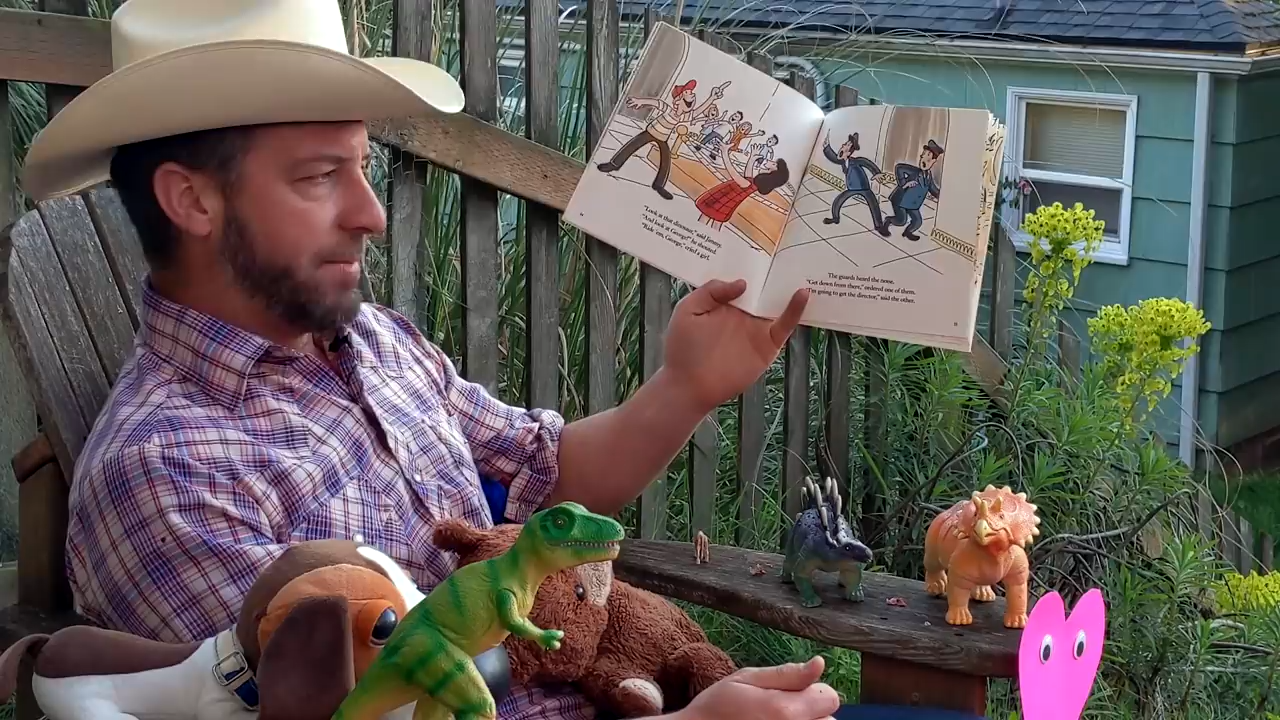 "Look at that dinosaur," said Jimmy.
"And look at George!" he shouted.
"Ride 'em, George," cried a girl.
The guards heard the noise.
"Get down from there," ordered one of them.
"I'm going to get the director," said the other.